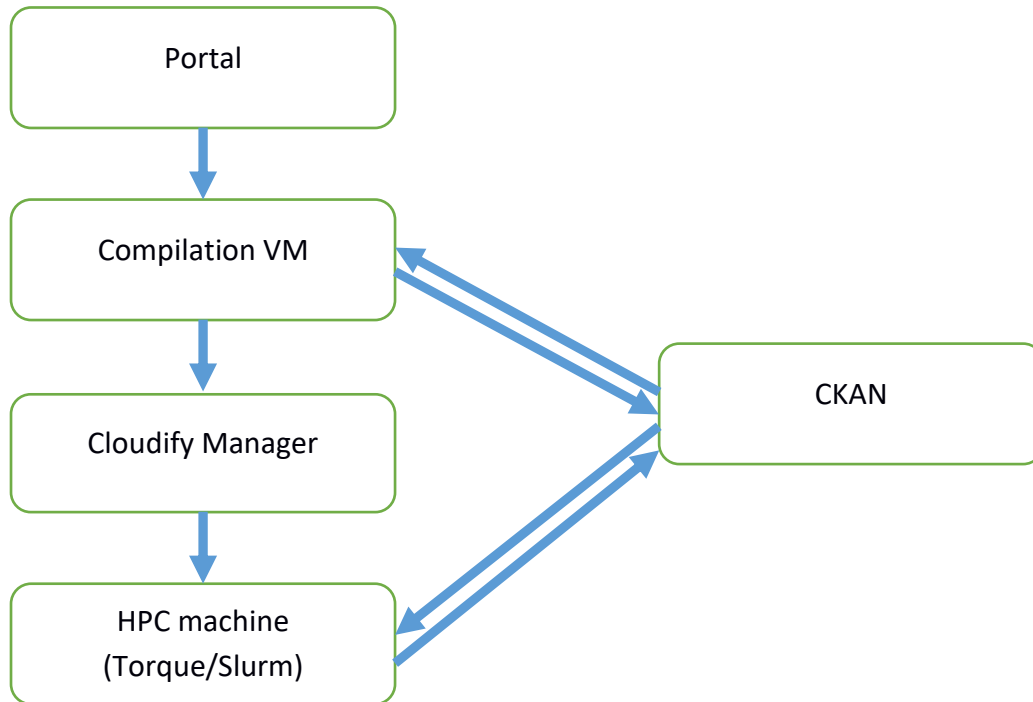 Portal
Compilation VM
Cloudify Manager
CKAN
HPC machine
(Torque/Slurm)